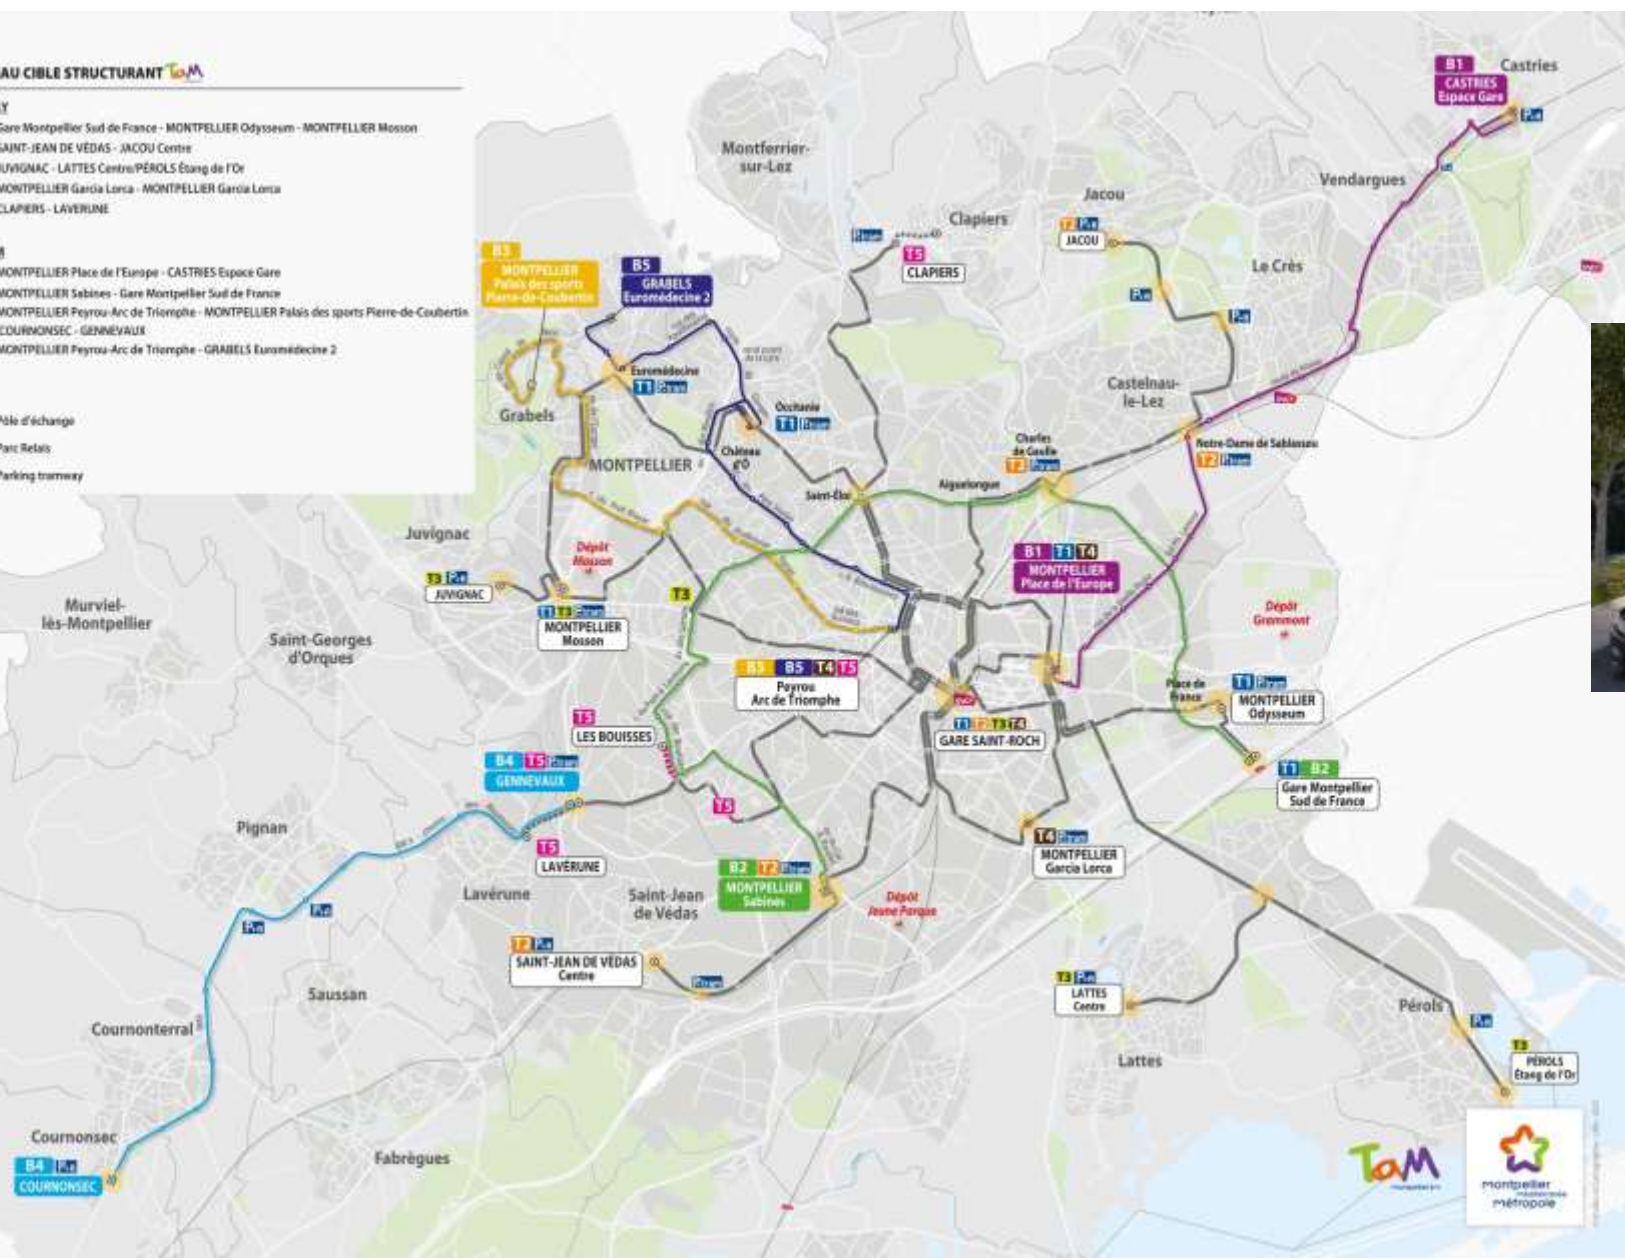 AU CIBLE STRUCTURANT TaM
Gare Montpellier Sud de France - MONTPELLIER Odysseum - MONTPELLIER Mosson
SAINT-JEAN DE VÉDAS - JACOU Centre
JUVIGNAC - LATTES Centre/PÉROLS Étang de l'Or
MONTPELLIER Garcia Lorca - MONTPELLIER Garcia Lorca
CLAPIERS - LAVERUNE
MONTPELLIER Place de l'Europe - CASTRIES Espace Gare
MONTPELLIER Sabines - Gare Montpellier Sud de France
MONTPELLIER Peyrou-Arc de Triomphe - MONTPELLIER Palais des sports Pierre-de-Coubertin
COURNONSEC - GENNEVAUX
MONTPELLIER Peyrou-Arc de Triomphe - GRABELS Euromédecine 2
Pôle d'échange
Parc Relais
Parking tramway
B1
Castries
CASTRIES
Espace Gare
Montferrier-
sur-Lez
Vendargues
Jacou
T2
JACOU
Clapiers
T5
CLAPIERS
Le Crès
B3
MONTPELLIER
Palais des sports
Pierre-de-Coubertin
B5
GRABELS
Euromédecine 2
Euromédecine
T1 P.tram
Grabels
Castelnau-
le-Lez
Occitanie
T1 P.tram
Château
d'Ô
Charles
de Gaulle
T2 P.tram
Notre-Dame de Sablassou
T2 P.tram
MONTPELLIER
Saint-Éloi
Aiguelongue
Juvignac
Dépôt
Mosson
B1 T1 T4
MONTPELLIER
Place de l'Europe
T3
JUVIGNAC
T3
Murviel-
lès-Montpellier
T1 T3 P.tram
MONTPELLIER
Mosson
Saint-Georges
d'Orques
Dépôt
Grammont
B3 B5 T4 T5
Peyrou
Arc de Triomphe
Place de
France
T1 P.tram
MONTPELLIER
Odysseum
T5
LES BOUISSES
T1 T2 T3 T4
GARE SAINT-ROCH
B4 T5 P.tram
GENNEVAUX
T1 B2
Gare Montpellier
Sud de France
T5
Pignan
T5
LAVÉRUNE
T4 P.tram
MONTPELLIER
Garcia Lorca
B2 T2 P.tram
MONTPELLIER
Sabines
Lavérune
Saint-Jean
de Védas
Dépôt
Jeune Parque
T2
SAINT-JEAN DE VÉDAS
Centre
P.tram
Saussan
T3
LATTES
Centre
Pérols
Cournonterral
Lattes
T3
PÉROLS
Étang de l'Or
Cournonsec
B4
COURNONSEC
Fabrègues
TaM
montpellier
méditerranée
métropole